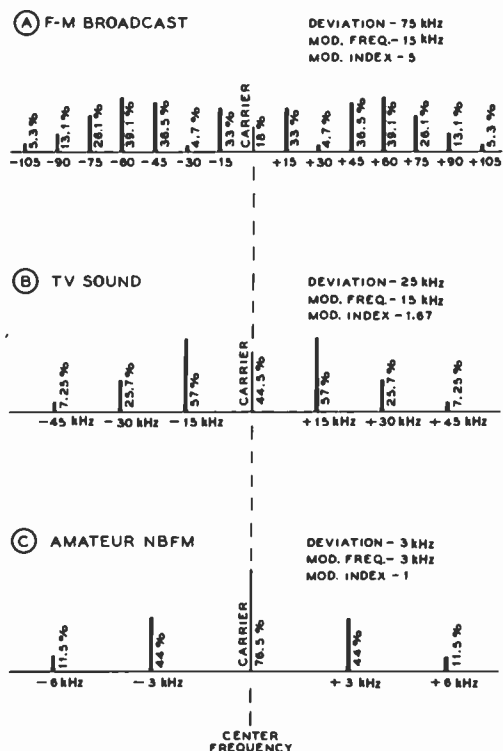 A F-M BROADCAST
DEVIATION - 75 kHz
MOD. FREQ. - 15 kHz
MOD. INDEX - 5
5.3 % 13.1 % 26.1 % 39.1 % 36.5 % 4.7 % 33 % CARRIER 18 % 33 % 4.7 % 36.5 % 39.1 % 26.1 % 13.1 % 5.3 %
-105 -90 -75 -60 -45 -30 -15 +15 +30 +45 +60 +75 +90 +105
B TV SOUND
DEVIATION - 25 kHz
MOD. FREQ. - 15 kHz
MOD. INDEX - 1.67
7.25 % 25.7 % 57 % CARRIER 44.5 % 57 % 25.7 % 7.25 %
-45 kHz -30 kHz -15 kHz +15 kHz +30 kHz +45 kHz
C AMATEUR NBFM
DEVIATION - 3 kHz
MOD. FREQ. - 3 kHz
MOD. INDEX - 1
11.5 % 44 % CARRIER 76.5 % 44 % 11.5 %
-6 kHz -3 kHz +3 kHz +6 kHz
CENTER
FREQUENCY